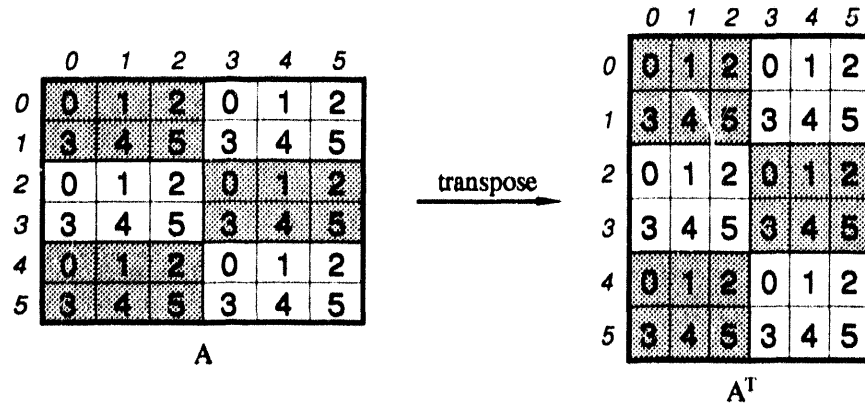 0 1 2 3 4 5
0 0 1 2 0 1 2
1 3 4 5 3 4 5
2 0 1 2 0 1 2
3 3 4 5 3 4 5
4 0 1 2 0 1 2
5 3 4 5 3 4 5
A
transpose
0 1 2 3 4 5
0 0 1 2 0 1 2
1 3 4 5 3 4 5
2 0 1 2 0 1 2
3 3 4 5 3 4 5
4 0 1 2 0 1 2
5 3 4 5 3 4 5
Aᵀ